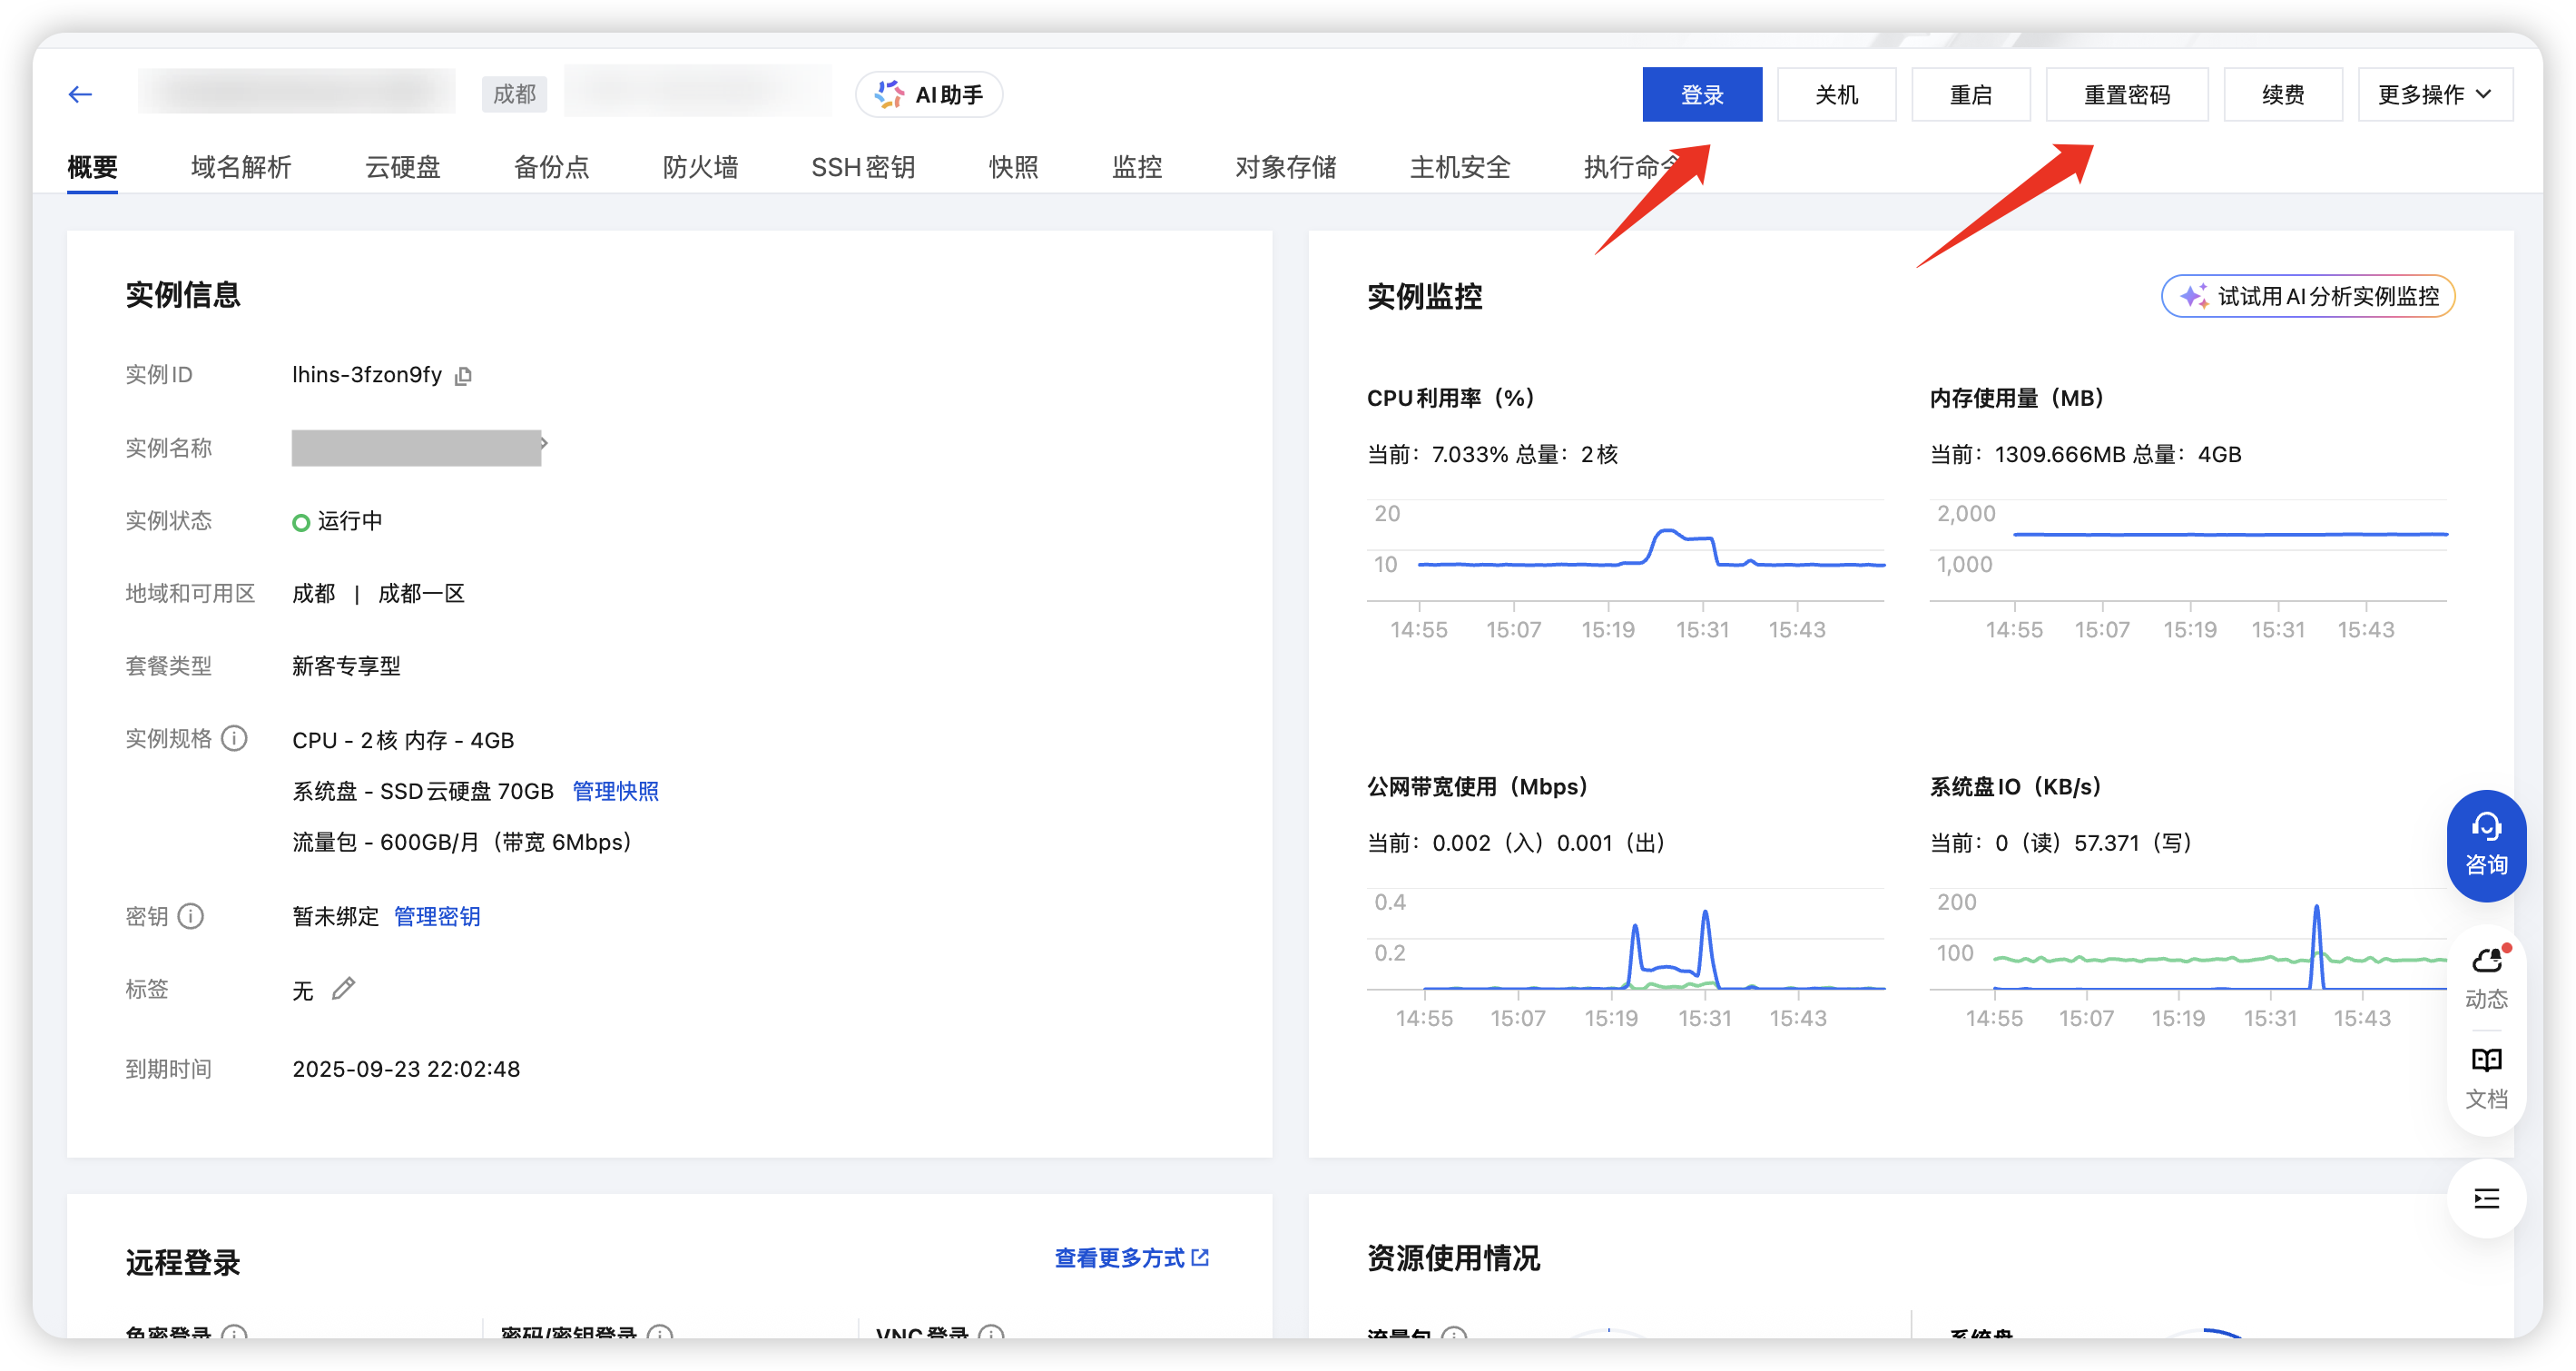 成都
AI助手
登录
关机
重启
重置密码
续费
更多操作
概要
域名解析
云硬盘
备份点
防火墙
SSH密钥
快照
监控
对象存储
主机安全
执行命令
实例信息
实例ID
lhins-3fzon9fy
实例名称
实例状态
运行中
地域和可用区
成都 | 成都一区
套餐类型
新客专享型
实例规格
CPU - 2核 内存 - 4GB
系统盘 - SSD云硬盘 70GB 管理快照
流量包 - 600GB/月（带宽 6Mbps）
密钥
暂未绑定 管理密钥
标签
无
到期时间
2025-09-23 22:02:48
实例监控
试试用AI分析实例监控
CPU利用率（%）
当前：7.033% 总量：2核
20
10
14:55 15:07 15:19 15:31 15:43
内存使用量（MB）
当前：1309.666MB 总量：4GB
2,000
1,000
14:55 15:07 15:19 15:31 15:43
公网带宽使用（Mbps）
当前：0.002（入）0.001（出）
0.4
0.2
14:55 15:07 15:19 15:31 15:43
系统盘IO（KB/s）
当前：0（读）57.371（写）
200
100
14:55 15:07 15:19 15:31 15:43
咨询
动态
文档
远程登录
查看更多方式
免密登录
密码/密钥登录
VNC登录
资源使用情况
流量包
系统盘